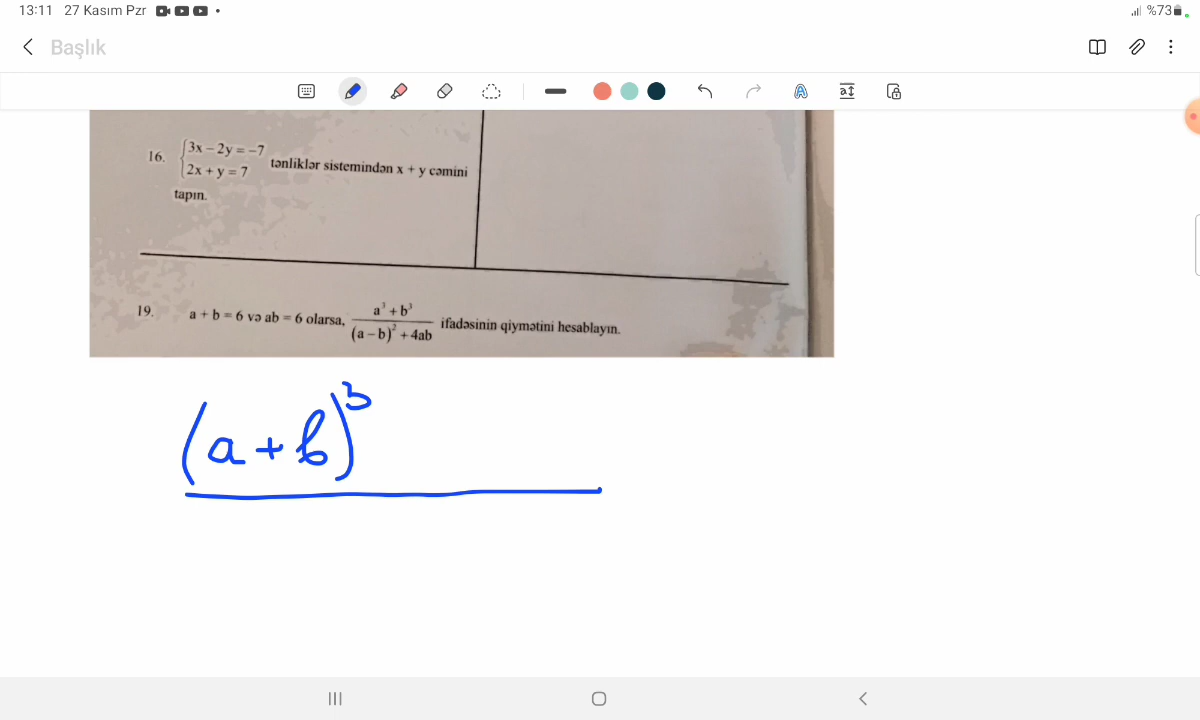 13:11 27 Kasım Pzr • %73
Başlık
16. {3x – 2y = –7
2x + y = 7 tənliklər sistemindən x + y cəmini
tapın.
19. a + b = 6 və ab = 6 olarsa, (a³ + b³)/((a – b)² + 4ab) ifadəsinin qiymətini hesablayın.
(a+b)³